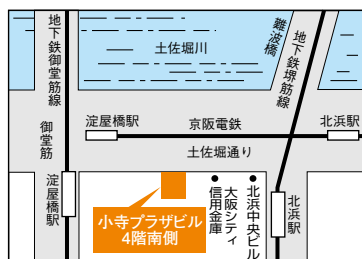 地下鉄御堂筋線
土佐堀川
難波橋
地下鉄堺筋線
御堂筋
淀屋橋駅
京阪電鉄
北浜駅
土佐堀通り
淀屋橋駅
小寺プラザビル
4階南側
大阪シティ
信用金庫
北浜中央ビル
北浜駅